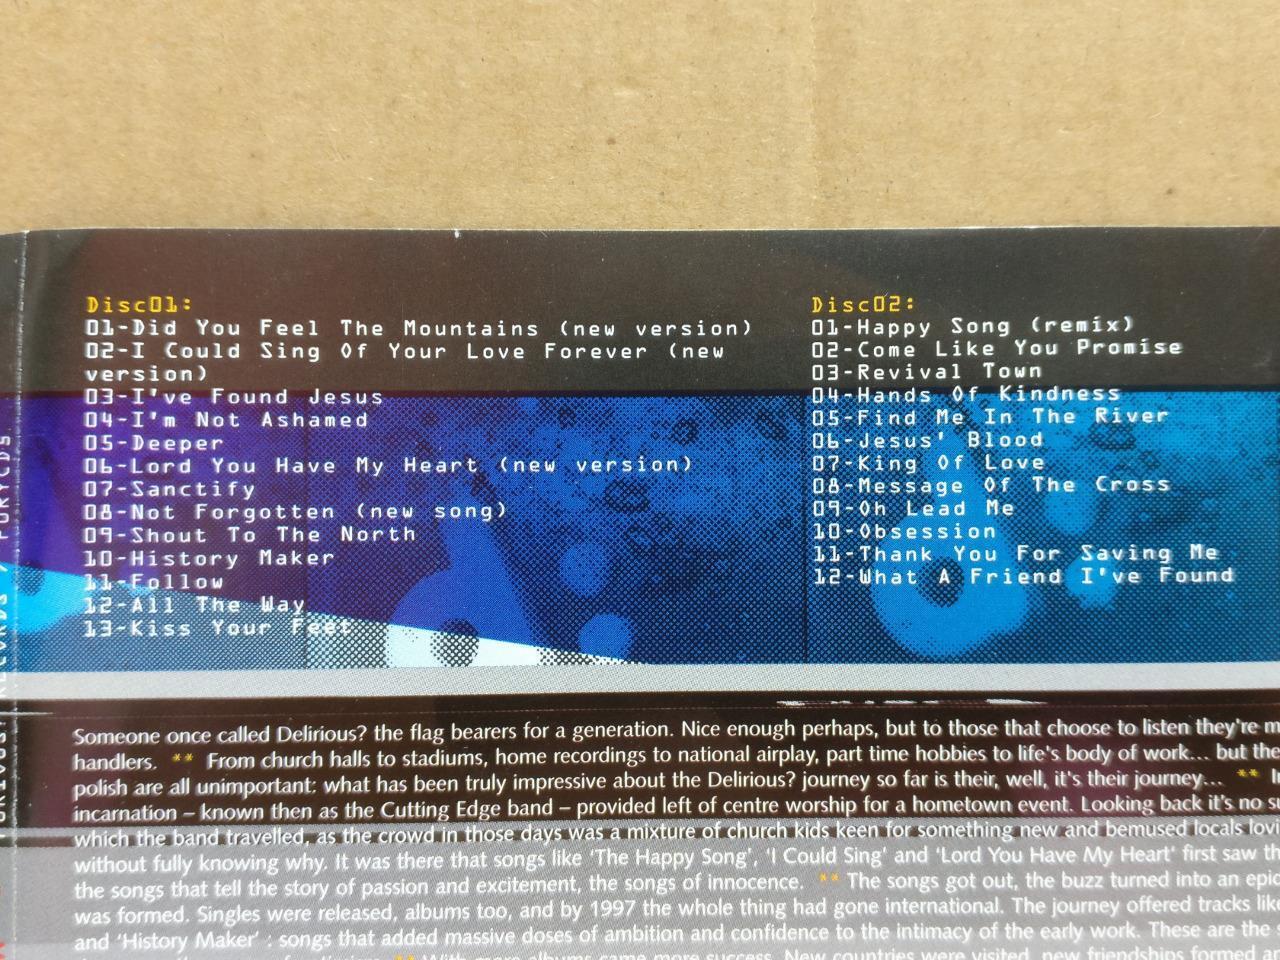 Disc01:
01-Did You Feel The Mountains (new version)
02-I Could Sing Of Your Love Forever (new
version)
03-I've Found Jesus
04-I'm Not Ashamed
05-Deeper
06-Lord You Have My Heart (new version)
07-Sanctify
08-Not Forgotten (new song)
09-Shout To The North
10-History Maker
11-Follow
12-All The Way
13-Kiss Your Feet
Disc02:
01-Happy Song (remix)
02-Come Like You Promise
03-Revival Town
04-Hands Of Kindness
05-Find Me In The River
06-Jesus' Blood
07-King Of Love
08-Message Of The Cross
09-Oh Lead Me
10-Obsession
11-Thank You For Saving Me
12-What A Friend I've Found
Someone once called Delirious? the flag bearers for a generation. Nice enough perhaps, but to those that choose to listen they're
handlers. ** From church halls to stadiums, home recordings to national airplay, part time hobbies to life's body of work... but
polish are all unimportant: what has been truly impressive about the Delirious? journey so far is their, well, it's their journey... **
incarnation – known then as the Cutting Edge band – provided left of centre worship for a hometown event. Looking back it's no
which the band travelled, as the crowd in those days was a mixture of church kids keen for something new and bemused locals
without fully knowing why. It was there that songs like 'The Happy Song', 'I Could Sing' and 'Lord You Have My Heart' first saw
the songs that tell the story of passion and excitement, the songs of innocence. ** The songs got out, the buzz turned into an
was formed. Singles were released, albums too, and by 1997 the whole thing had gone international. The journey offered tracks
and 'History Maker' : songs that added massive doses of ambition and confidence to the intimacy of the early work. These are the
** With more albums came more success. New countries were visited, new friendships formed